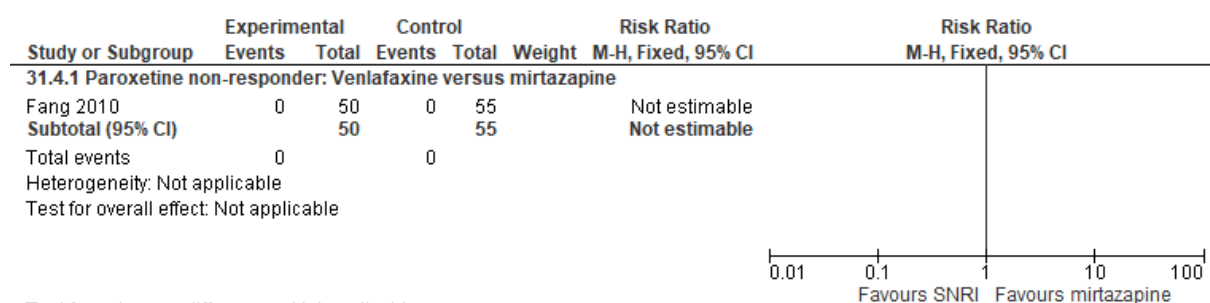 Experimental Control Risk Ratio Risk Ratio
Study or Subgroup Events Total Events Total Weight M-H, Fixed, 95% CI M-H, Fixed, 95% CI
31.4.1 Paroxetine non-responder: Venlafaxine versus mirtazapine
Fang 2010 0 50 0 55 Not estimable
Subtotal (95% CI) 50 55 Not estimable
Total events 0 0
Heterogeneity: Not applicable
Test for overall effect: Not applicable
0.01 0.1 1 10 100
Favours SNRI Favours mirtazapine